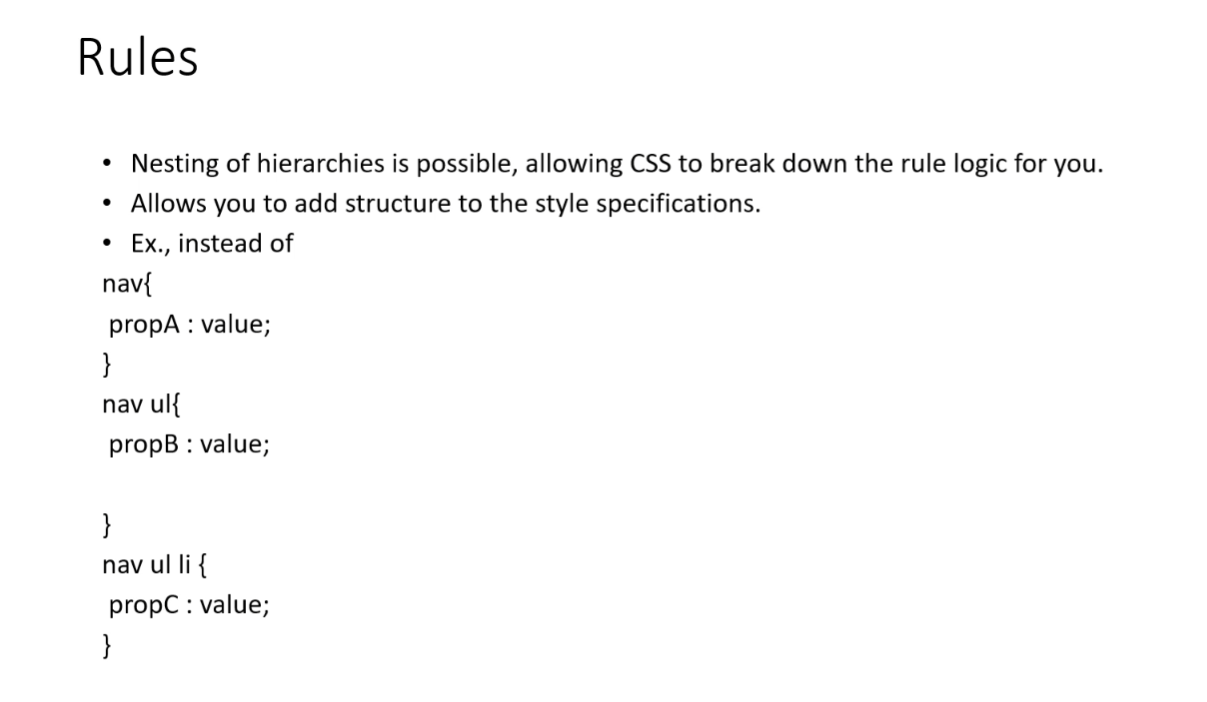 Rules
• Nesting of hierarchies is possible, allowing CSS to break down the rule logic for you.
• Allows you to add structure to the style specifications.
• Ex., instead of
nav{
propA : value;
}
nav ul{
propB : value;
}
nav ul li {
propC : value;
}